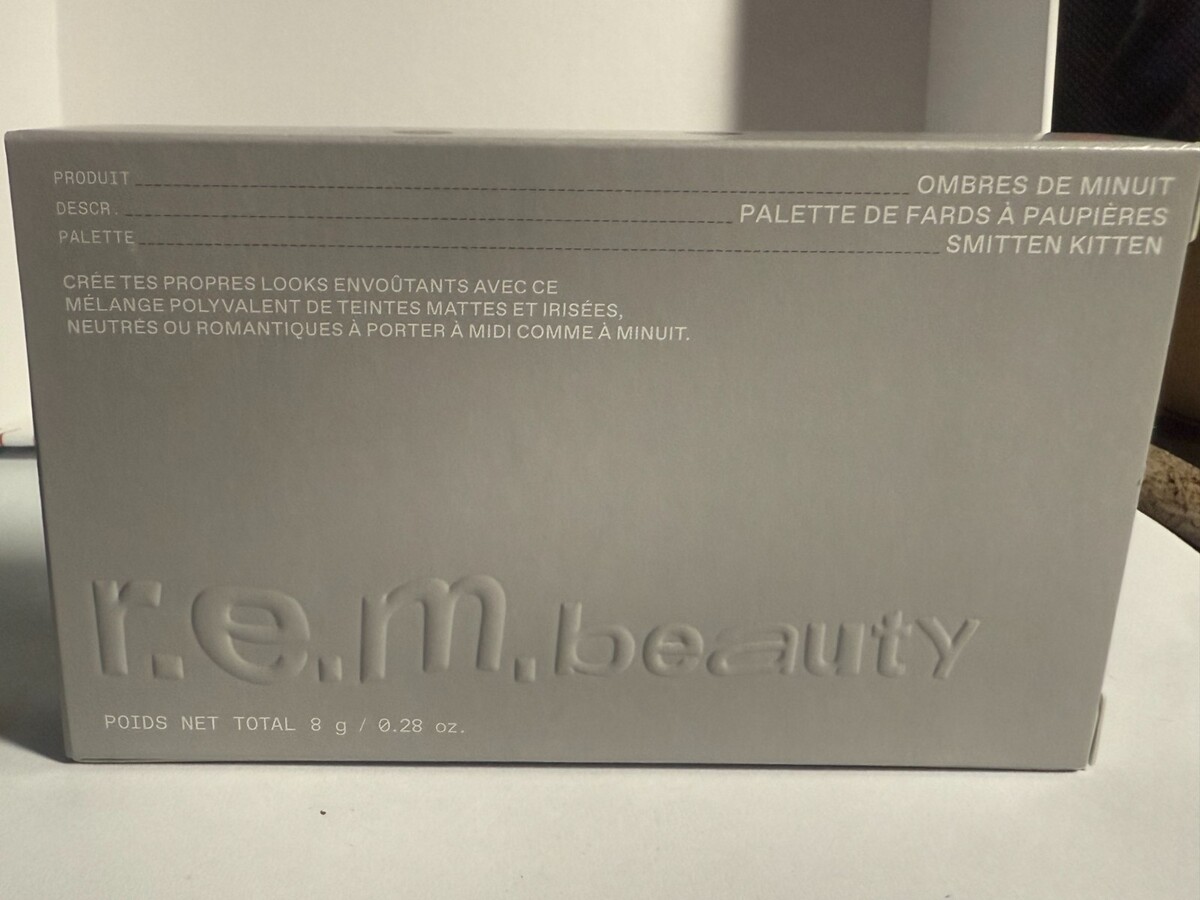 PRODUIT OMBRES DE MINUIT
DESCR. PALETTE DE FARDS À PAUPIÈRES
PALETTE SMITTEN KITTEN
CRÉE TES PROPRES LOOKS ENVOÛTANTS AVEC CE
MÉLANGE POLYVALENT DE TEINTES MATTES ET IRISÉES,
NEUTRES OU ROMANTIQUES À PORTER À MIDI COMME À MINUIT.
r.e.m.beauty
POIDS NET TOTAL 8 g / 0.28 oz.